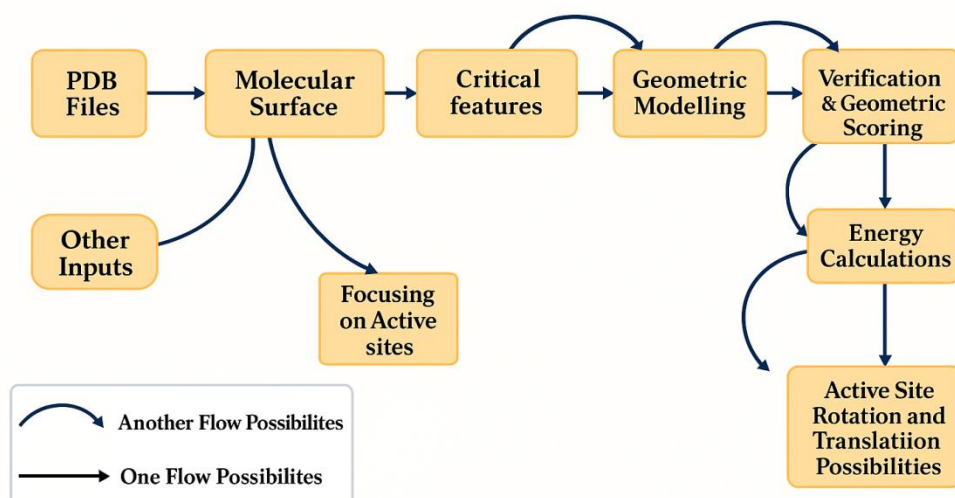 PDB
Files
Molecular
Surface
Critical
features
Geometric
Modelling
Verification
& Geometric
Scoring
Other
Inputs
Focusing
on Active
sites
Energy
Calculations
Active Site
Rotation and
Translatiion
Possibilities
Another Flow Possibilites
One Flow Possibilites